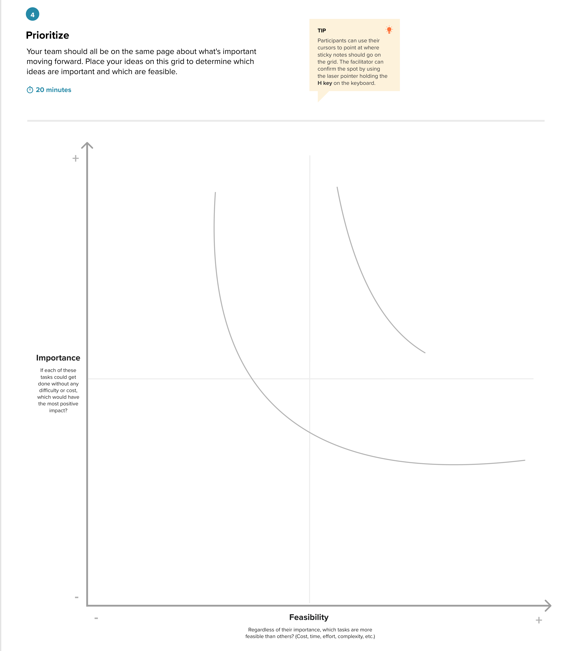 4
Prioritize
Your team should all be on the same page about what's important
moving forward. Place your ideas on this grid to determine which
ideas are important and which are feasible.
20 minutes
TIP
Participants can use their
cursors to point at where
sticky notes should go on
the grid. The facilitator can
confirm the spot by using
the laser pointer holding the
H key on the keyboard.
+
Importance
If each of these
tasks could get
done without any
difficulty or cost,
which would have
the most positive
impact?
-
-
Feasibility
+
Regardless of their importance, which tasks are more
feasible than others? (Cost, time, effort, complexity, etc.)